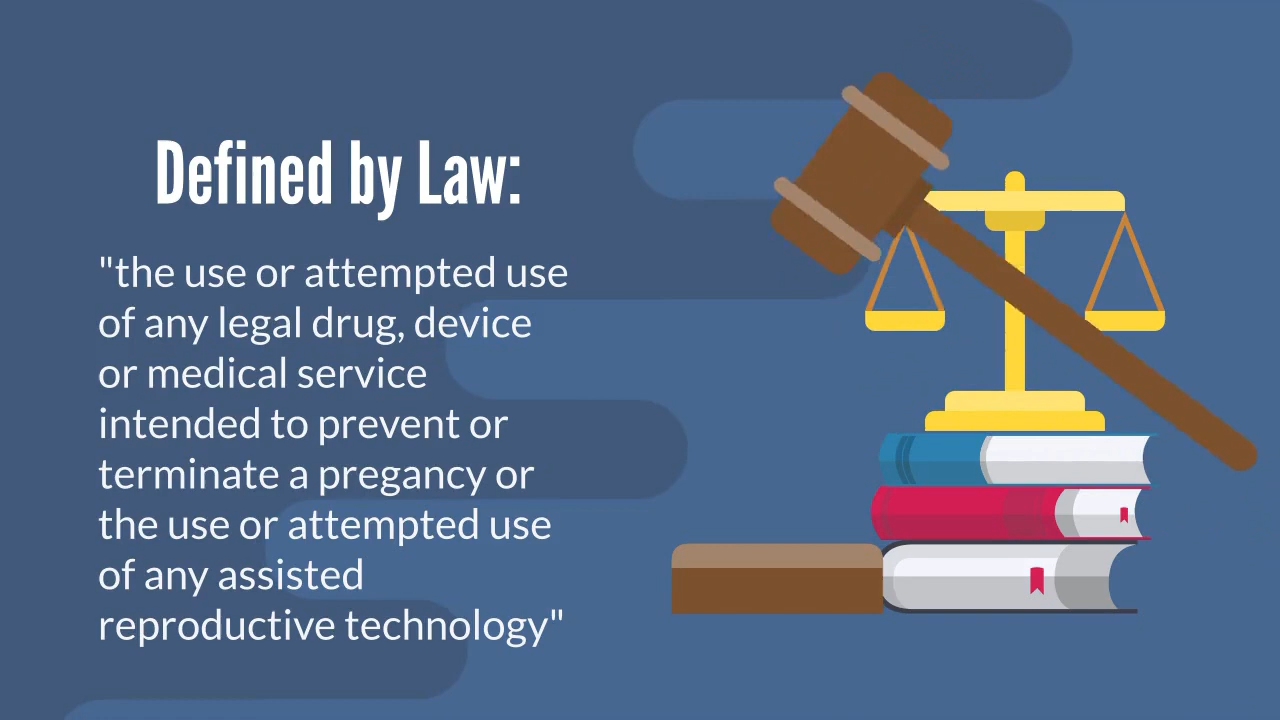 Defined by Law:
"the use or attempted use
of any legal drug, device
or medical service
intended to prevent or
terminate a pregancy or
the use or attempted use
of any assisted
reproductive technology"